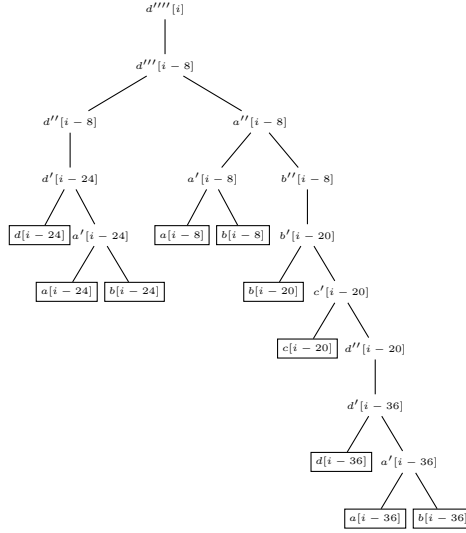 d''''[i]
d'''[i − 8]
d''[i − 8] a''[i − 8]
d'[i − 24] a'[i − 8] b''[i − 8]
d[i − 24] a'[i − 24] a[i − 8] b[i − 8] b'[i − 20]
a[i − 24] b[i − 24] b[i − 20] c'[i − 20]
c[i − 20] d''[i − 20]
d'[i − 36]
d[i − 36] a'[i − 36]
a[i − 36] b[i − 36]